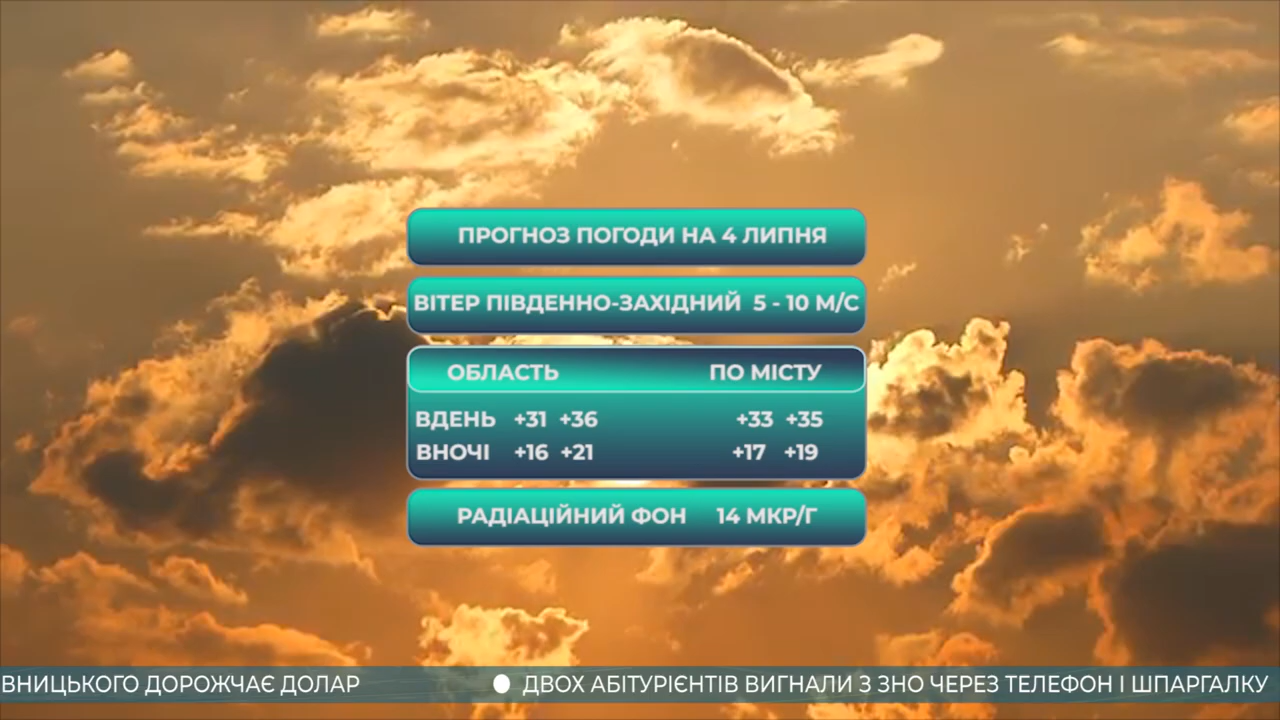 ПРОГНОЗ ПОГОДИ НА 4 ЛИПНЯ
ВІТЕР ПІВДЕННО-ЗАХІДНИЙ 5 - 10 М/С
ОБЛАСТЬ ПО МІСТУ
ВДЕНЬ +31 +36 +33 +35
ВНОЧІ +16 +21 +17 +19
РАДІАЦІЙНИЙ ФОН 14 МКР/Г
ВНИЦЬКОГО ДОРОЖЧАЄ ДОЛАР ДВОХ АБІТУРІЄНТІВ ВИГНАЛИ З ЗНО ЧЕРЕЗ ТЕЛЕФОН І ШПАРГАЛКУ